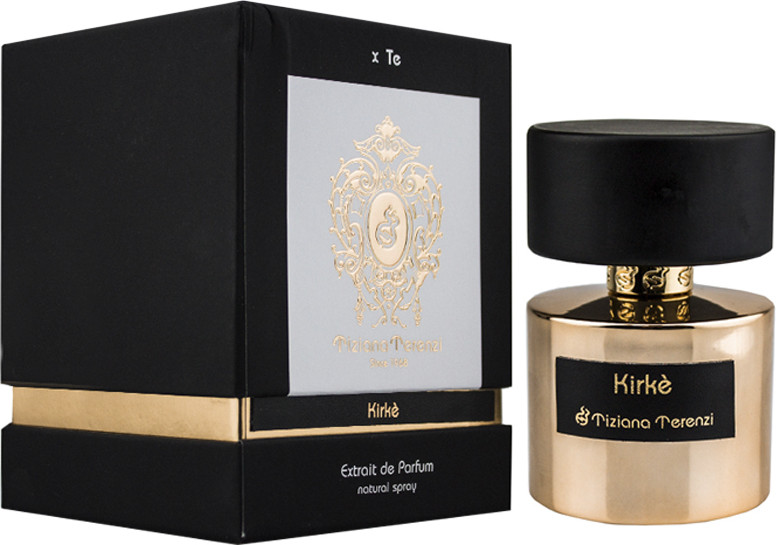 x Te
Tiziana Terenzi
Kirkè
Extrait de Parfum
natural spray
Kirkè
Tiziana Terenzi